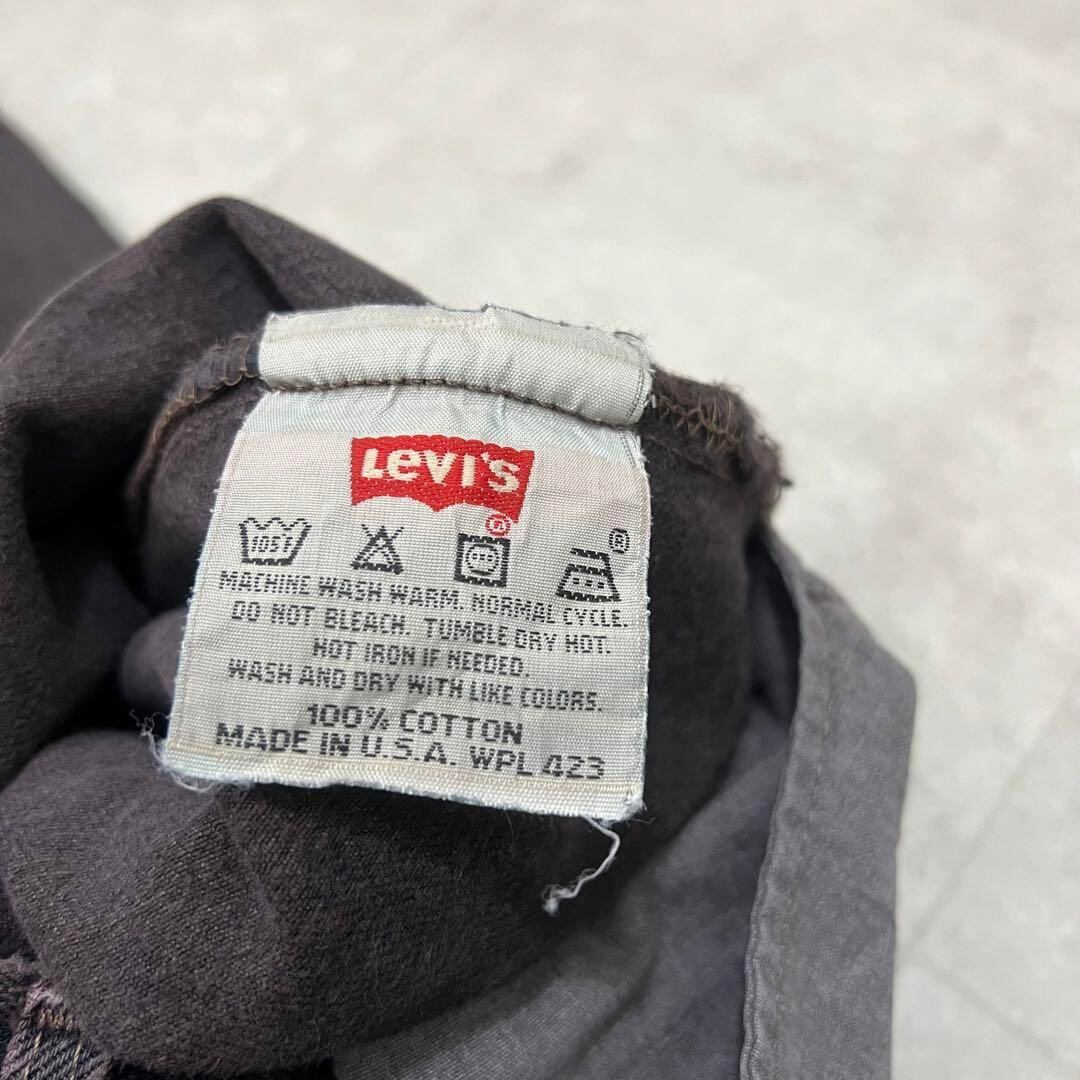 LEVI'S
®
105F ®
MACHINE WASH WARM. NORMAL CYCLE.
DO NOT BLEACH. TUMBLE DRY HOT.
HOT IRON IF NEEDED.
WASH AND DRY WITH LIKE COLORS.
100% COTTON
MADE IN U.S.A. WPL 423